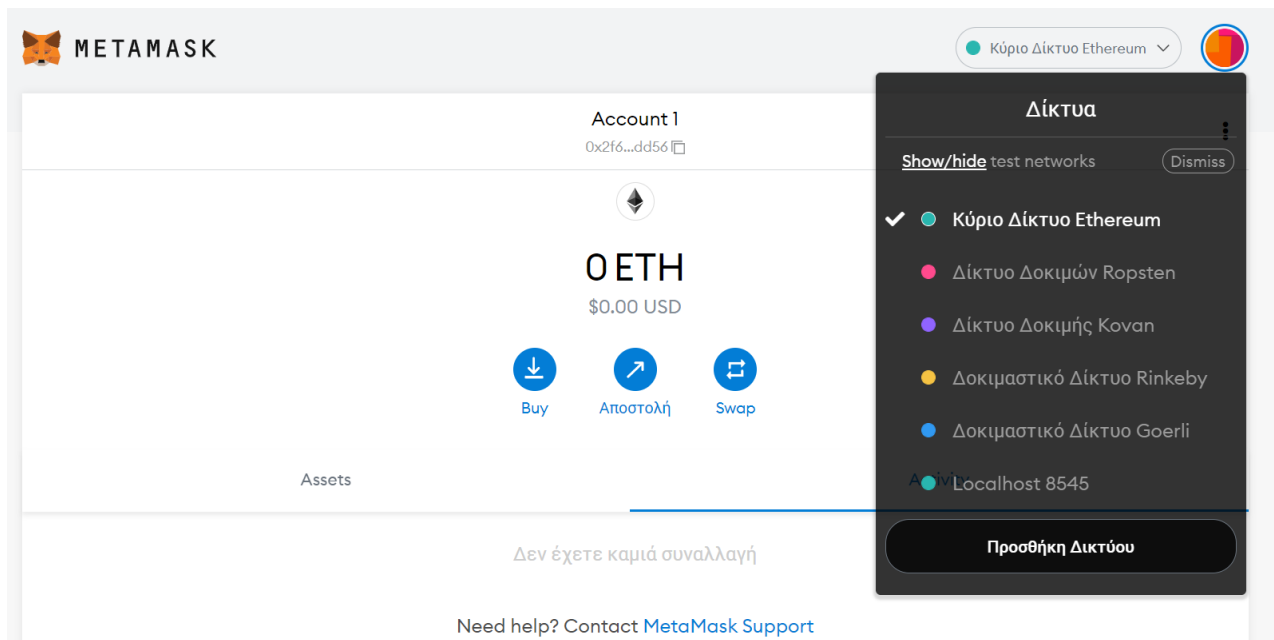 METAMASK
Κύριο Δίκτυο Ethereum
Account 1
0x2f6...dd56
0 ETH
$0.00 USD
Buy
Αποστολή
Swap
Assets
Activity
Δεν έχετε καμιά συναλλαγή
Need help? Contact MetaMask Support
Δίκτυα
Show/hide test networks
Dismiss
Κύριο Δίκτυο Ethereum
Δίκτυο Δοκιμών Ropsten
Δίκτυο Δοκιμής Kovan
Δοκιμαστικό Δίκτυο Rinkeby
Δοκιμαστικό Δίκτυο Goerli
Localhost 8545
Προσθήκη Δικτύου